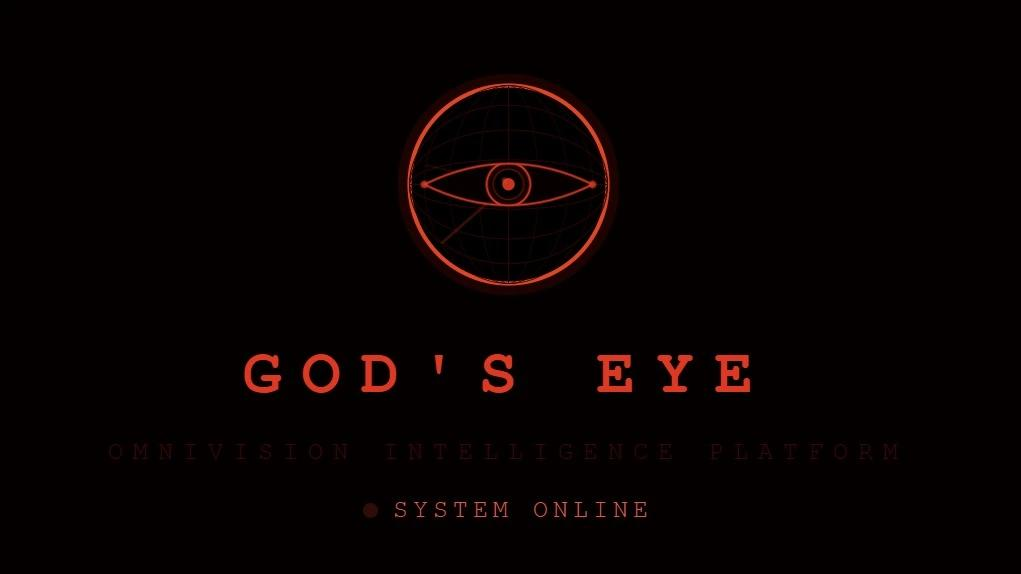 GOD'S EYE
OMNIVISION INTELLIGENCE PLATFORM
SYSTEM ONLINE